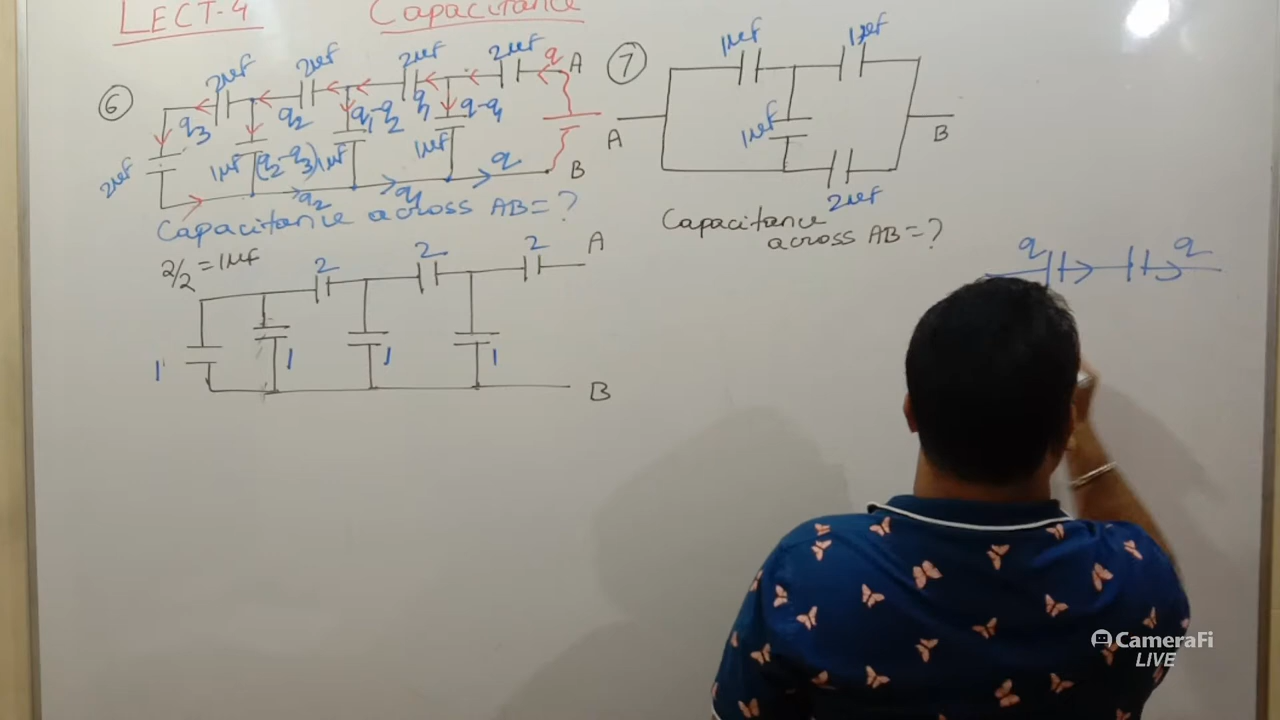 LECT-4 Capacitance
⑥ 2μf 2μf 2μf 2μf q A
q3 q2 q1-q2 q1 q-q1
2μf 1μf (q2-q3) 1μf 1μf
q2 q1 q B
Capacitance across AB = ?
2/2 = 1μf
2 2 2 A
1 1 1 1
B
⑦ 1μf 1μf
A 1μf B
2μf
Capacitance
across AB = ?
q q
CameraFi
LIVE